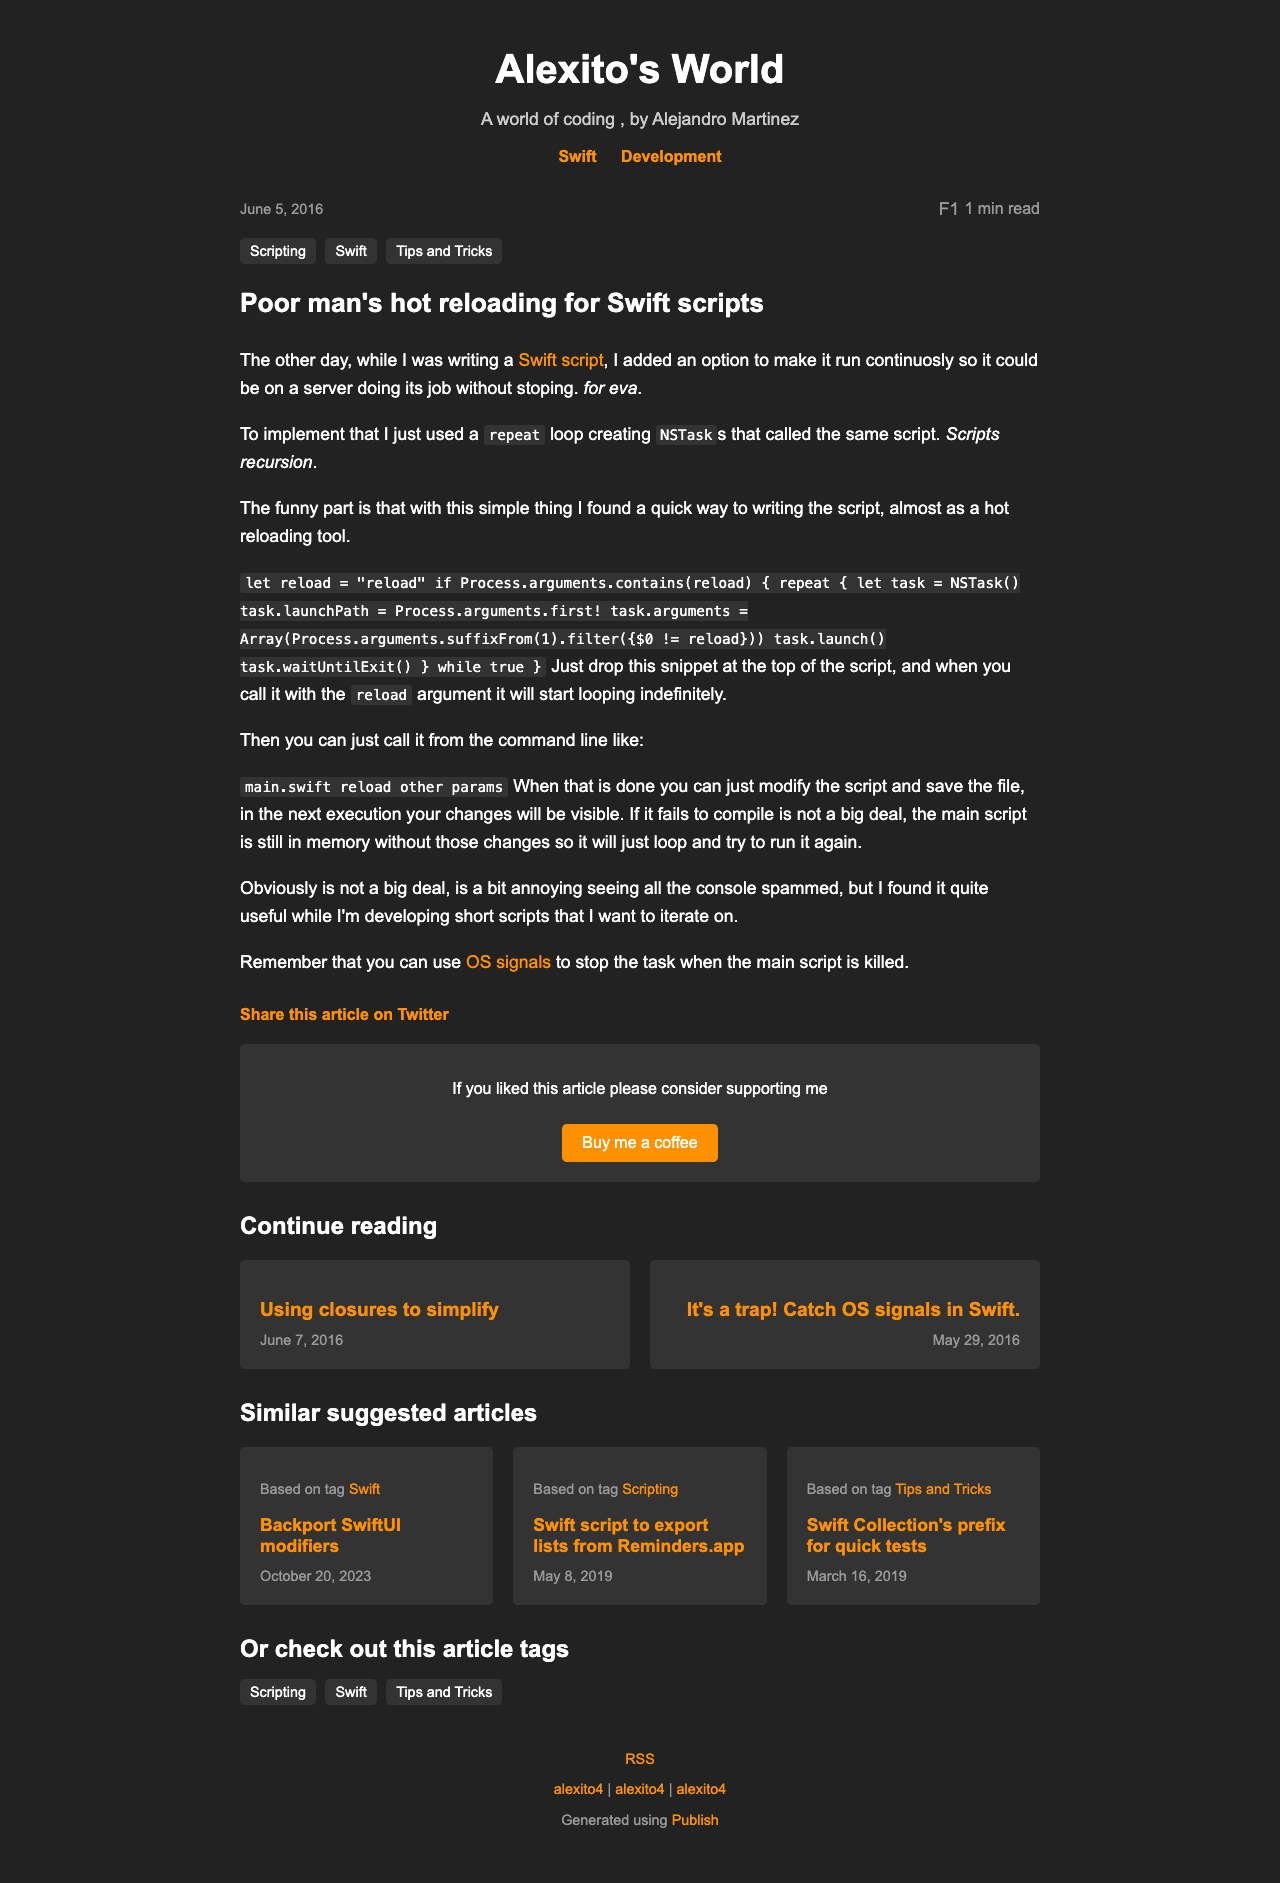 Alexito's World
A world of coding , by Alejandro Martinez
Swift Development
June 5, 2016 F1 1 min read
Scripting Swift Tips and Tricks
Poor man's hot reloading for Swift scripts
The other day, while I was writing a Swift script, I added an option to make it run continuosly so it could
be on a server doing its job without stoping. for eva.
To implement that I just used a repeat loop creating NSTasks that called the same script. Scripts
recursion.
The funny part is that with this simple thing I found a quick way to writing the script, almost as a hot
reloading tool.
let reload = "reload" if Process.arguments.contains(reload) { repeat { let task = NSTask()
task.launchPath = Process.arguments.first! task.arguments =
Array(Process.arguments.suffixFrom(1).filter({$0 != reload})) task.launch()
task.waitUntilExit() } while true } Just drop this snippet at the top of the script, and when you
call it with the reload argument it will start looping indefinitely.
Then you can just call it from the command line like:
main.swift reload other params When that is done you can just modify the script and save the file,
in the next execution your changes will be visible. If it fails to compile is not a big deal, the main script
is still in memory without those changes so it will just loop and try to run it again.
Obviously is not a big deal, is a bit annoying seeing all the console spammed, but I found it quite
useful while I'm developing short scripts that I want to iterate on.
Remember that you can use OS signals to stop the task when the main script is killed.
Share this article on Twitter
If you liked this article please consider supporting me
Buy me a coffee
Continue reading
Using closures to simplify
June 7, 2016
It's a trap! Catch OS signals in Swift.
May 29, 2016
Similar suggested articles
Based on tag Swift
Backport SwiftUI
modifiers
October 20, 2023
Based on tag Scripting
Swift script to export
lists from Reminders.app
May 8, 2019
Based on tag Tips and Tricks
Swift Collection's prefix
for quick tests
March 16, 2019
Or check out this article tags
Scripting Swift Tips and Tricks
RSS
alexito4 | alexito4 | alexito4
Generated using Publish